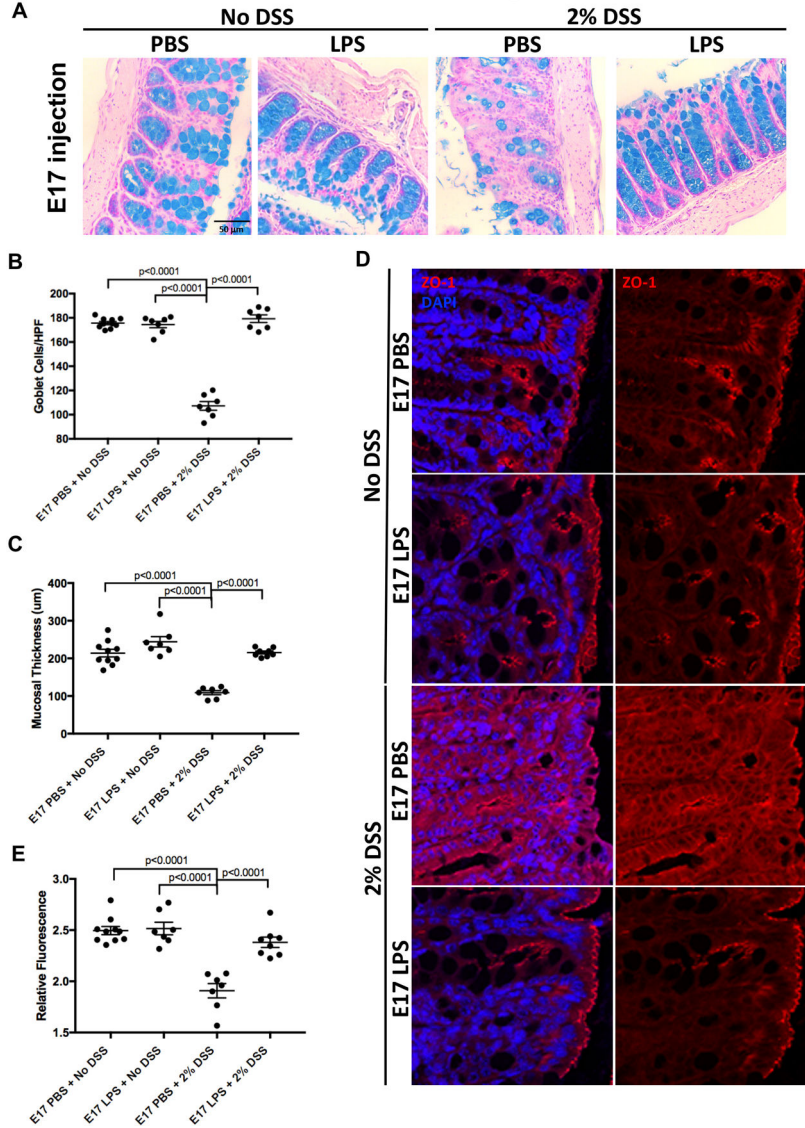 A
No DSS
2% DSS
PBS
LPS
PBS
LPS
E17 injection
50 µm
B
p<0.0001
p<0.0001
p<0.0001
Goblet Cells/HPF
180
160
140
120
100
80
E17 PBS + No DSS
E17 LPS + No DSS
E17 PBS + 2% DSS
E17 LPS + 2% DSS
C
p<0.0001
p<0.0001
p<0.0001
Mucosal Thickness (um)
400
300
200
100
0
E17 PBS + No DSS
E17 LPS + No DSS
E17 PBS + 2% DSS
E17 LPS + 2% DSS
E
p<0.0001
p<0.0001
p<0.0001
Relative Fluorescence
3.0
2.5
2.0
1.5
E17 PBS + No DSS
E17 LPS + No DSS
E17 PBS + 2% DSS
E17 LPS + 2% DSS
D
ZO-1
DAPI
ZO-1
No DSS
E17 PBS
E17 LPS
2% DSS
E17 PBS
E17 LPS